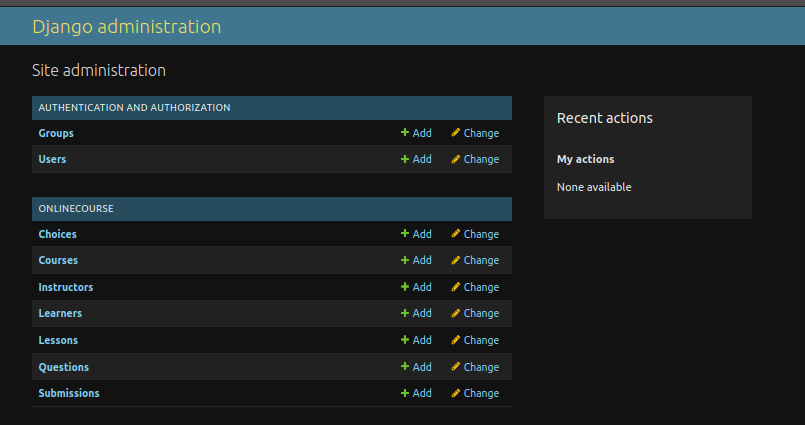 Django administration
Site administration
AUTHENTICATION AND AUTHORIZATION
Groups Add Change
Users Add Change
ONLINECOURSE
Choices Add Change
Courses Add Change
Instructors Add Change
Learners Add Change
Lessons Add Change
Questions Add Change
Submissions Add Change
Recent actions
My actions
None available